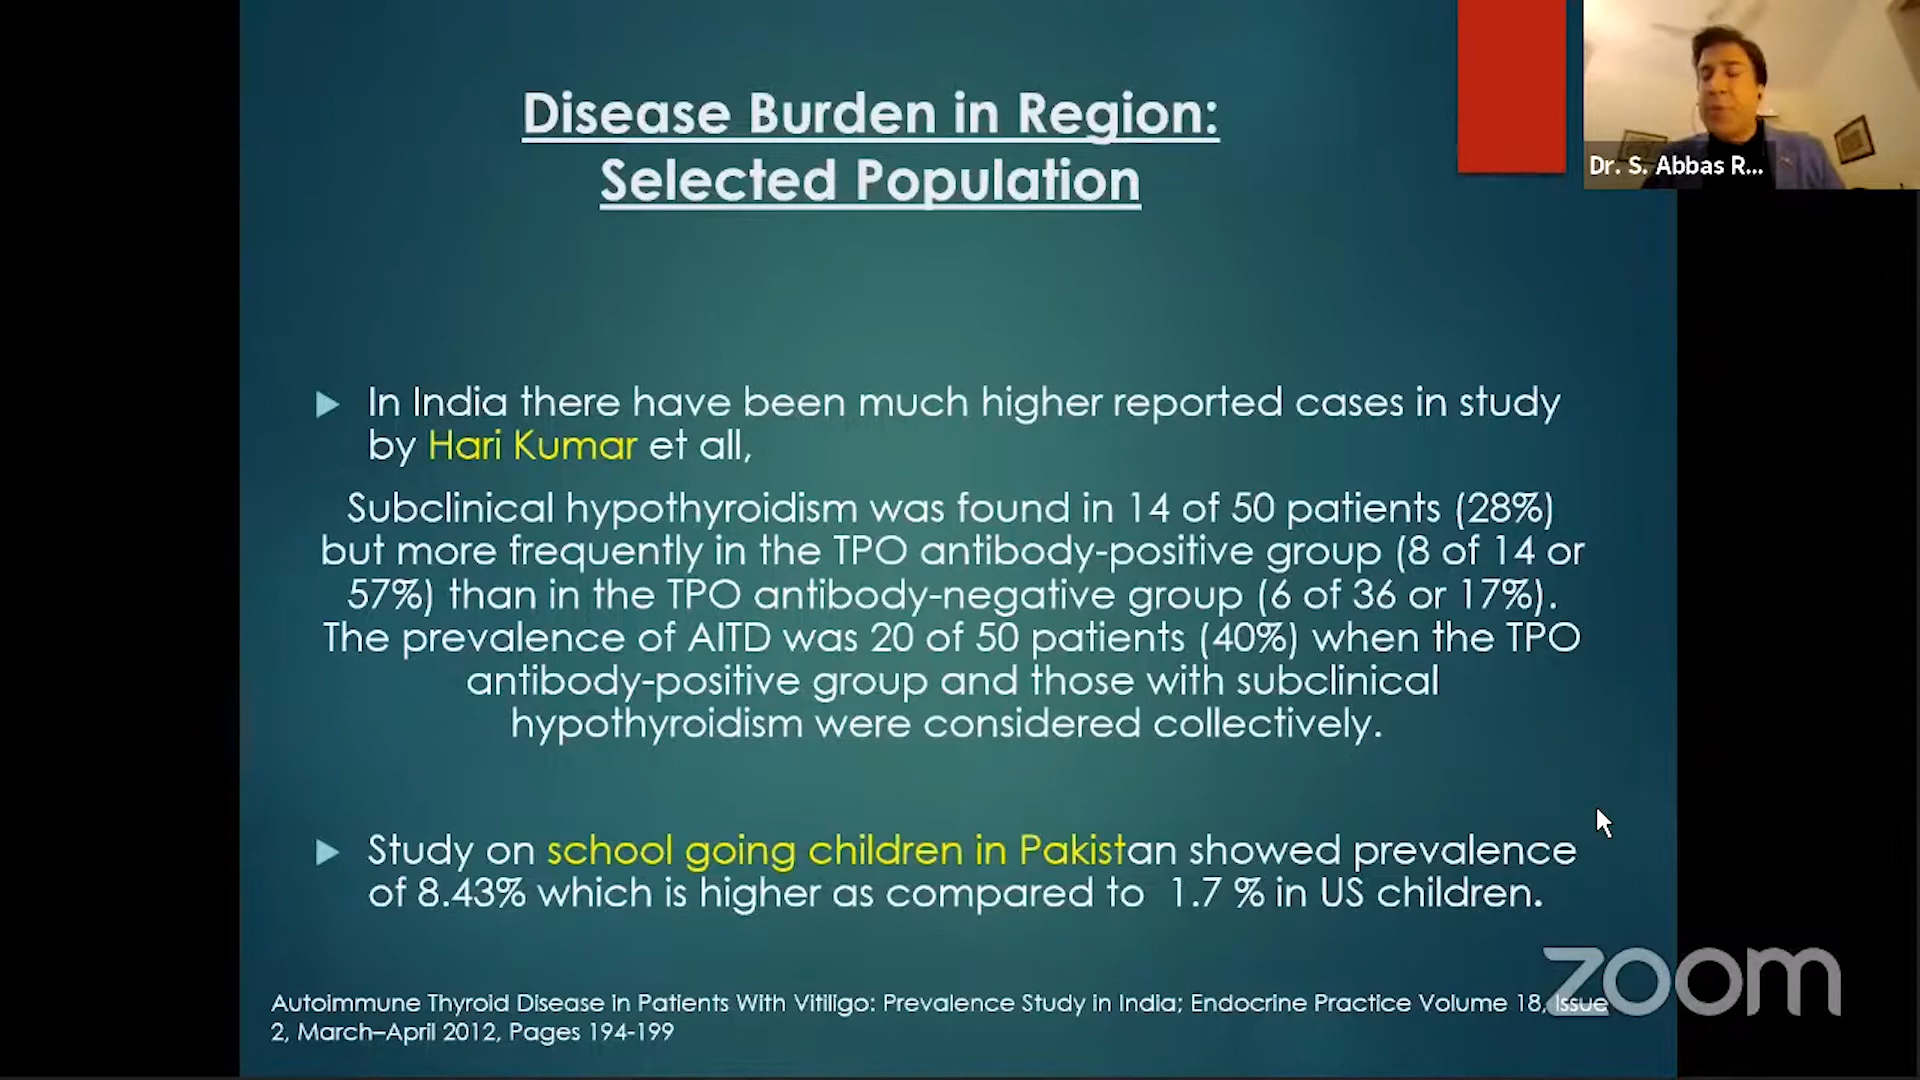 Disease Burden in Region:
Selected Population
Dr. S. Abbas R...
In India there have been much higher reported cases in study
by Hari Kumar et all,
Subclinical hypothyroidism was found in 14 of 50 patients (28%)
but more frequently in the TPO antibody-positive group (8 of 14 or
57%) than in the TPO antibody-negative group (6 of 36 or 17%).
The prevalence of AITD was 20 of 50 patients (40%) when the TPO
antibody-positive group and those with subclinical
hypothyroidism were considered collectively.
Study on school going children in Pakistan showed prevalence
of 8.43% which is higher as compared to 1.7 % in US children.
Autoimmune Thyroid Disease in Patients With Vitiligo: Prevalence Study in India; Endocrine Practice Volume 18, Issue
2, March–April 2012, Pages 194-199
zoom